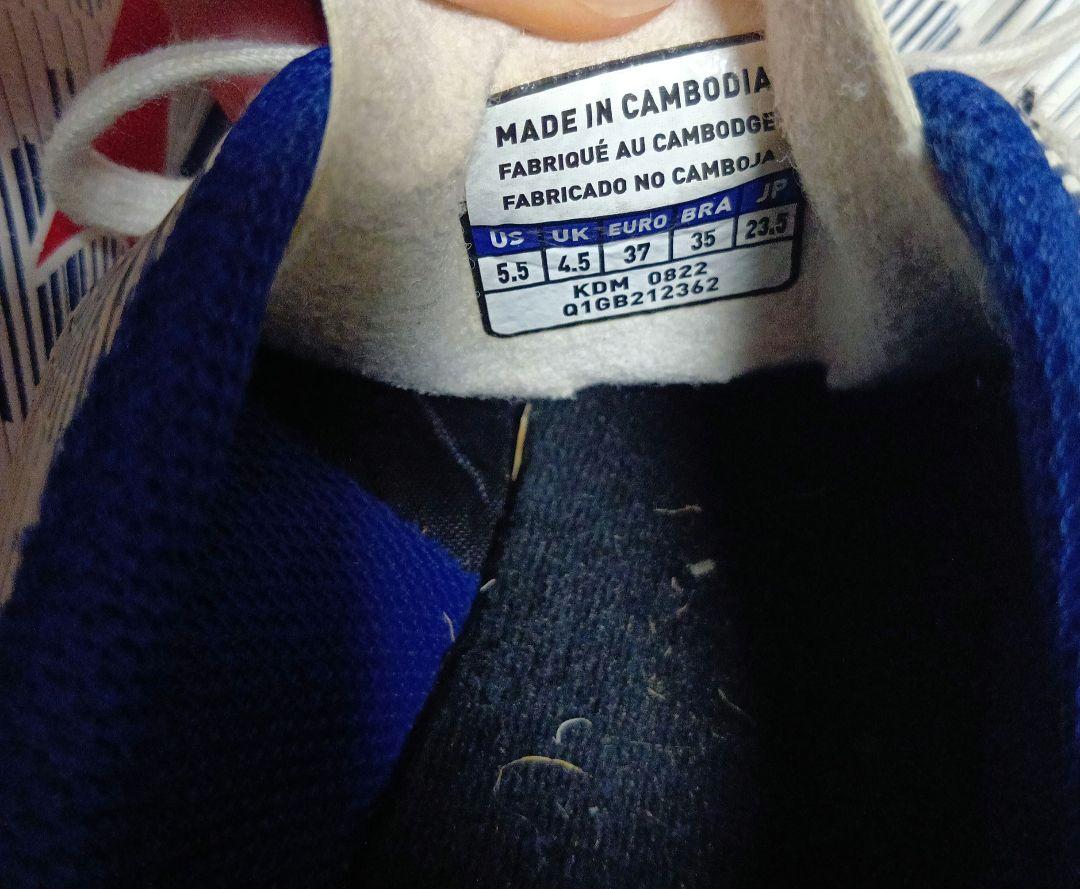 MADE IN CAMBODIA
FABRIQUÉ AU CAMBODGE
FABRICADO NO CAMBOJA
US UK EURO BRA JP
5.5 4.5 37 35 23.5
KDM 0822
Q1GB212362